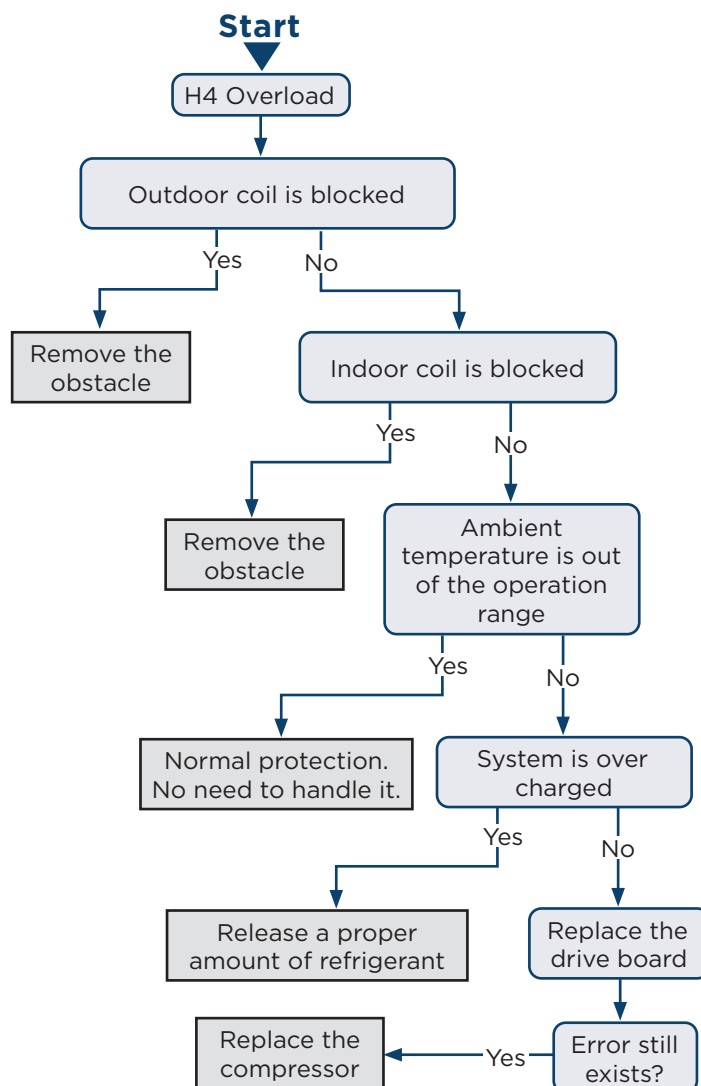 Start
H4 Overload
Outdoor coil is blocked
Yes
No
Remove the
obstacle
Indoor coil is blocked
Yes
No
Remove the
obstacle
Ambient
temperature is out
of the operation
range
Yes
No
Normal protection.
No need to handle it.
System is over
charged
Yes
No
Release a proper
amount of refrigerant
Replace the
drive board
Replace the
compressor
Yes
Error still
exists?